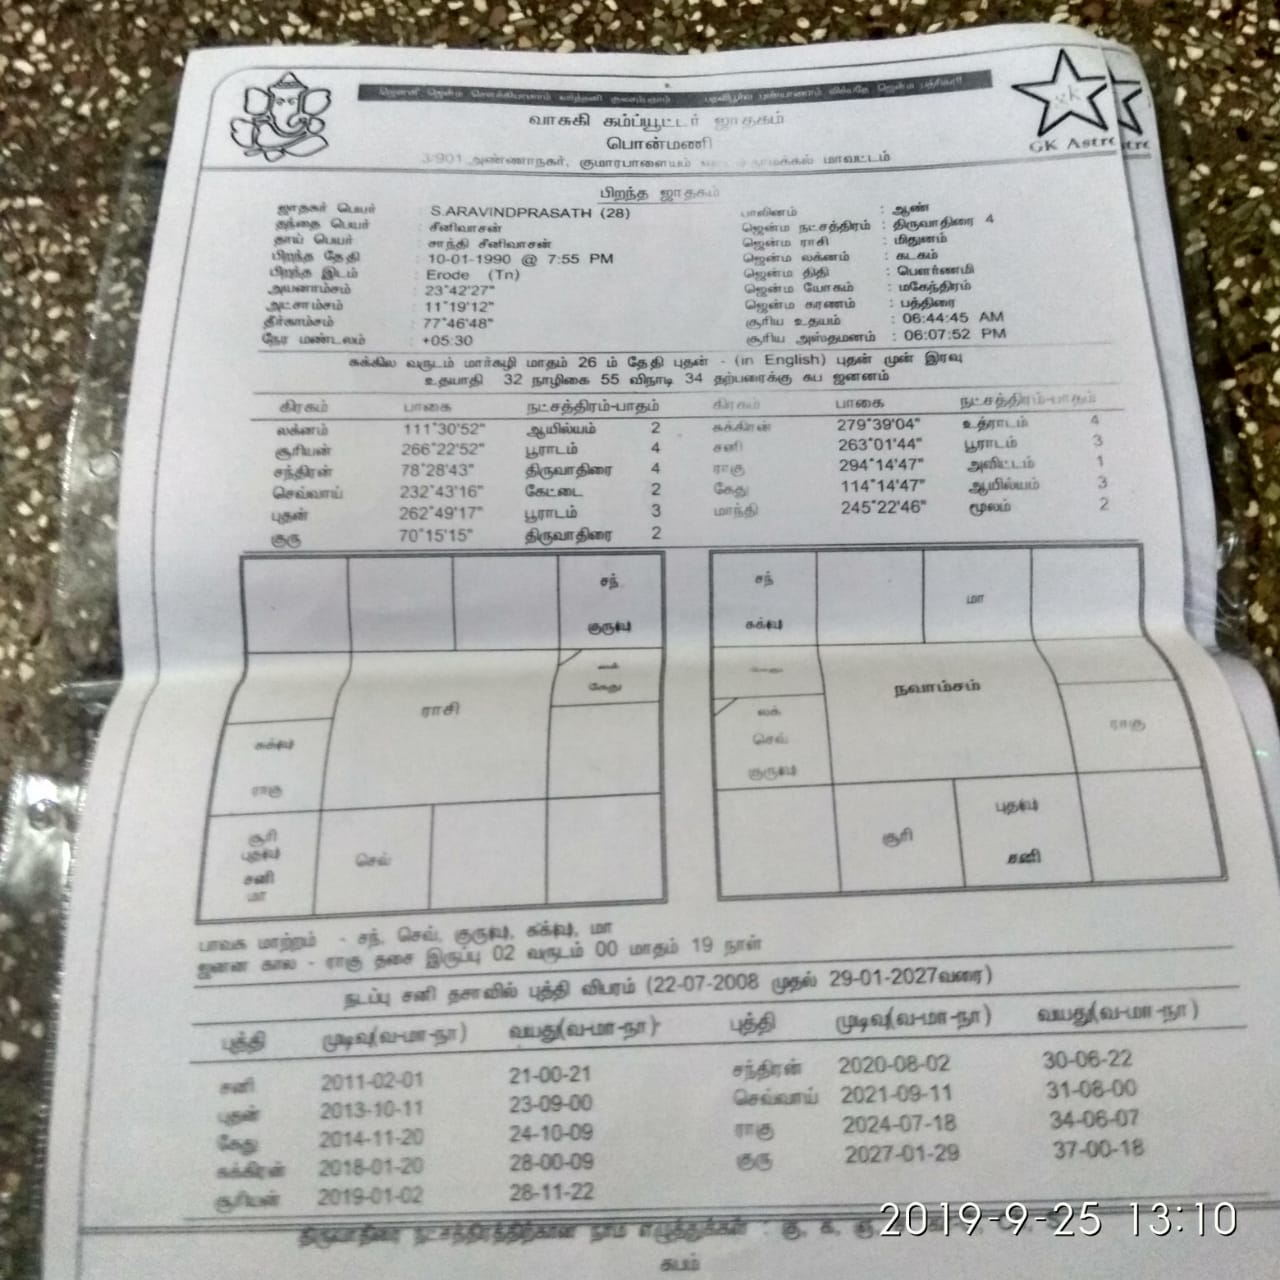 வாசுகி கம்ப்யூட்டர் ஜாதகம்
பொன்மணி
3/901 அண்ணாநகர், குமாரபாளையம் மாவட்டம்
GK Astro
பிறந்த ஜாதகம்
ஜாதகர் பெயர் : S.ARAVINDPRASATH (28) பாலினம் : ஆண்
தந்தை பெயர் : சீனிவாசன் ஜென்ம நட்சத்திரம் : திருவாதிரை 4
தாய் பெயர் : சாந்தி சீனிவாசன் ஜென்ம ராசி : மிதுனம்
பிறந்த தேதி : 10-01-1990 @ 7:55 PM ஜென்ம லக்னம் : கடகம்
பிறந்த இடம் : Erode (Tn) ஜென்ம திதி : பௌர்ணமி
அயனாம்சம் : 23°42'27" ஜென்ம யோகம் : மகேந்திரம்
அட்சாம்சம் : 11°19'12" ஜென்ம கரணம் : பத்திரை
தீர்காம்சம் : 77°46'48" சூரிய உதயம் : 06:44:45 AM
நேர மண்டலம் : +05:30 சூரிய அஸ்தமனம் : 06:07:52 PM
சுக்கில வருடம் மார்கழி மாதம் 26 ம் தேதி புதன் - (in English) புதன் முன் இரவு
உதயாதி 32 நாழிகை 55 விநாடி 34 தற்பரைக்கு சுப ஜனனம்
கிரகம் பாகை நட்சத்திரம்-பாதம் கிரகம் பாகை நட்சத்திரம்-பாதம்
லக்னம் 111°30'52" ஆயில்யம் 2 சுக்கிரன் 279°39'04" உத்ராடம் 4
சூரியன் 266°22'52" பூராடம் 4 சனி 263°01'44" பூராடம் 3
சந்திரன் 78°28'43" திருவாதிரை 4 ராகு 294°14'47" அவிட்டம் 1
செவ்வாய் 232°43'16" கேட்டை 2 கேது 114°14'47" ஆயில்யம் 3
புதன் 262°49'17" பூராடம் 3 மாந்தி 245°22'46" மூலம் 2
குரு 70°15'15" திருவாதிரை 2
சந் சந் மா
குரு(வ) சுக்(வ)
கேது
ராசி நவாம்சம்
லக்
சுக்(வ) செவ் ராகு
ராகு குரு(வ)
சூரி செவ் சூரி புத(வ)
புத(வ) சனி
சனி
மா
பாவக மாற்றம் - சந், செவ், குரு(வ), சுக்(வ), மா
ஜனன கால - ராகு தசை இருப்பு 02 வருடம் 00 மாதம் 19 நாள்
நடப்பு சனி தசாவில் புத்தி விபரம் (22-07-2008 முதல் 29-01-2027வரை)
புத்தி முடிவு(வ-மா-நா) வயது(வ-மா-நா) புத்தி முடிவு(வ-மா-நா) வயது(வ-மா-நா)
சனி 2011-02-01 21-00-21 சந்திரன் 2020-08-02 30-06-22
புதன் 2013-10-11 23-09-00 செவ்வாய் 2021-09-11 31-08-00
கேது 2014-11-20 24-10-09 ராகு 2024-07-18 34-06-07
சுக்கிரன் 2018-01-20 28-00-09 குரு 2027-01-29 37-00-18
சூரியன் 2019-01-02 28-11-22
திருவாதிரை நட்சத்திரத்திற்கான நாம எழுத்துக்கள் : கு, க,
சுபம்
2019-9-25 13:10